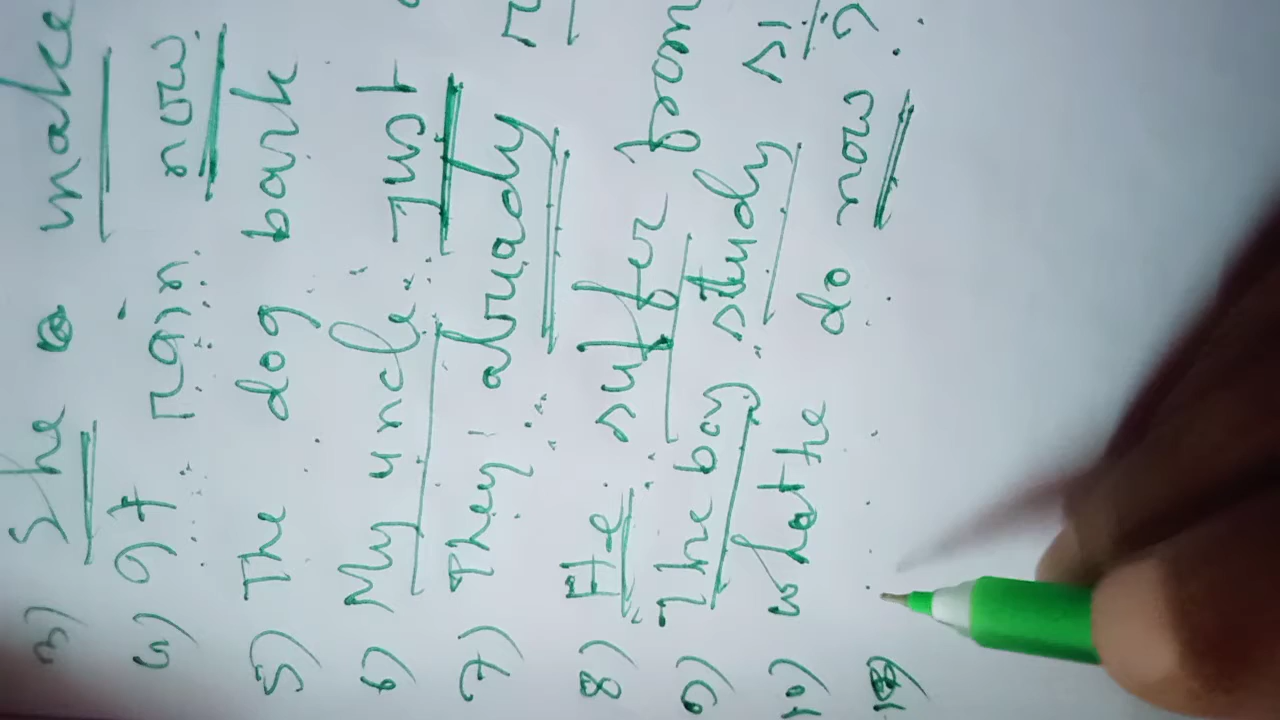 3) She a make
4) It rain now.
5) The dog bark
6) My uncle Just
7) They already
8) He suffer from
9) The boy study si
10) what he do now?